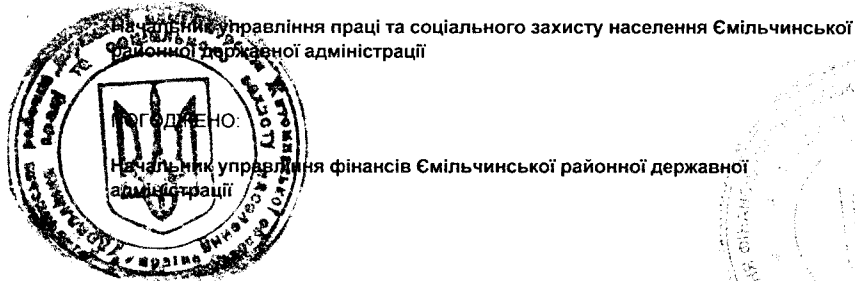 Начальник управління праці та соціального захисту населення Ємільчинської
районної державної адміністрації
ПОГОДЖЕНО:
Начальник управління фінансів Ємільчинської районної державної
адміністрації